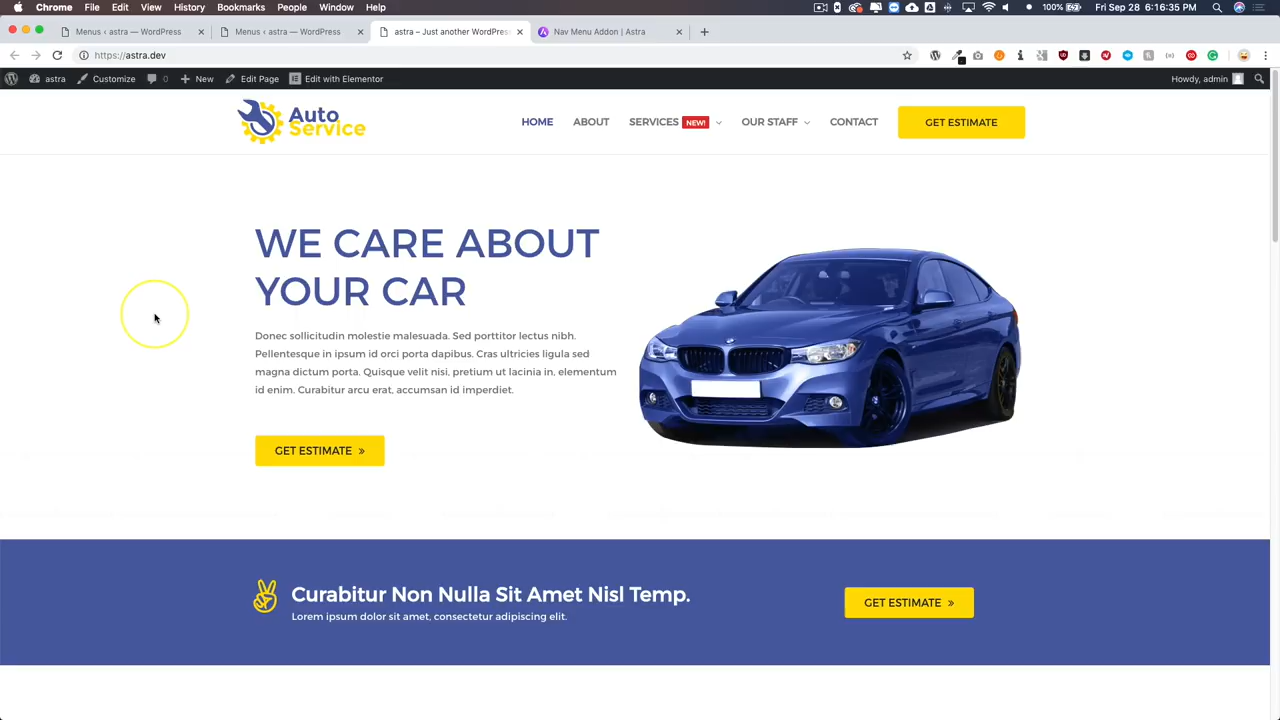 Chrome File Edit View History Bookmarks People Window Help 100% Fri Sep 28 6:16:35 PM
Menus ‹ astra — WordPress Menus ‹ astra — WordPress astra – Just another WordPress Nav Menu Addon | Astra
https://astra.dev
astra Customize 0 New Edit Page Edit with Elementor Howdy, admin
Auto
Service
HOME ABOUT SERVICES NEW! OUR STAFF CONTACT GET ESTIMATE
WE CARE ABOUT
YOUR CAR
Donec sollicitudin molestie malesuada. Sed porttitor lectus nibh.
Pellentesque in ipsum id orci porta dapibus. Cras ultricies ligula sed
magna dictum porta. Quisque velit nisi, pretium ut lacinia in, elementum
id enim. Curabitur arcu erat, accumsan id imperdiet.
GET ESTIMATE »
Curabitur Non Nulla Sit Amet Nisl Temp.
Lorem ipsum dolor sit amet, consectetur adipiscing elit.
GET ESTIMATE »